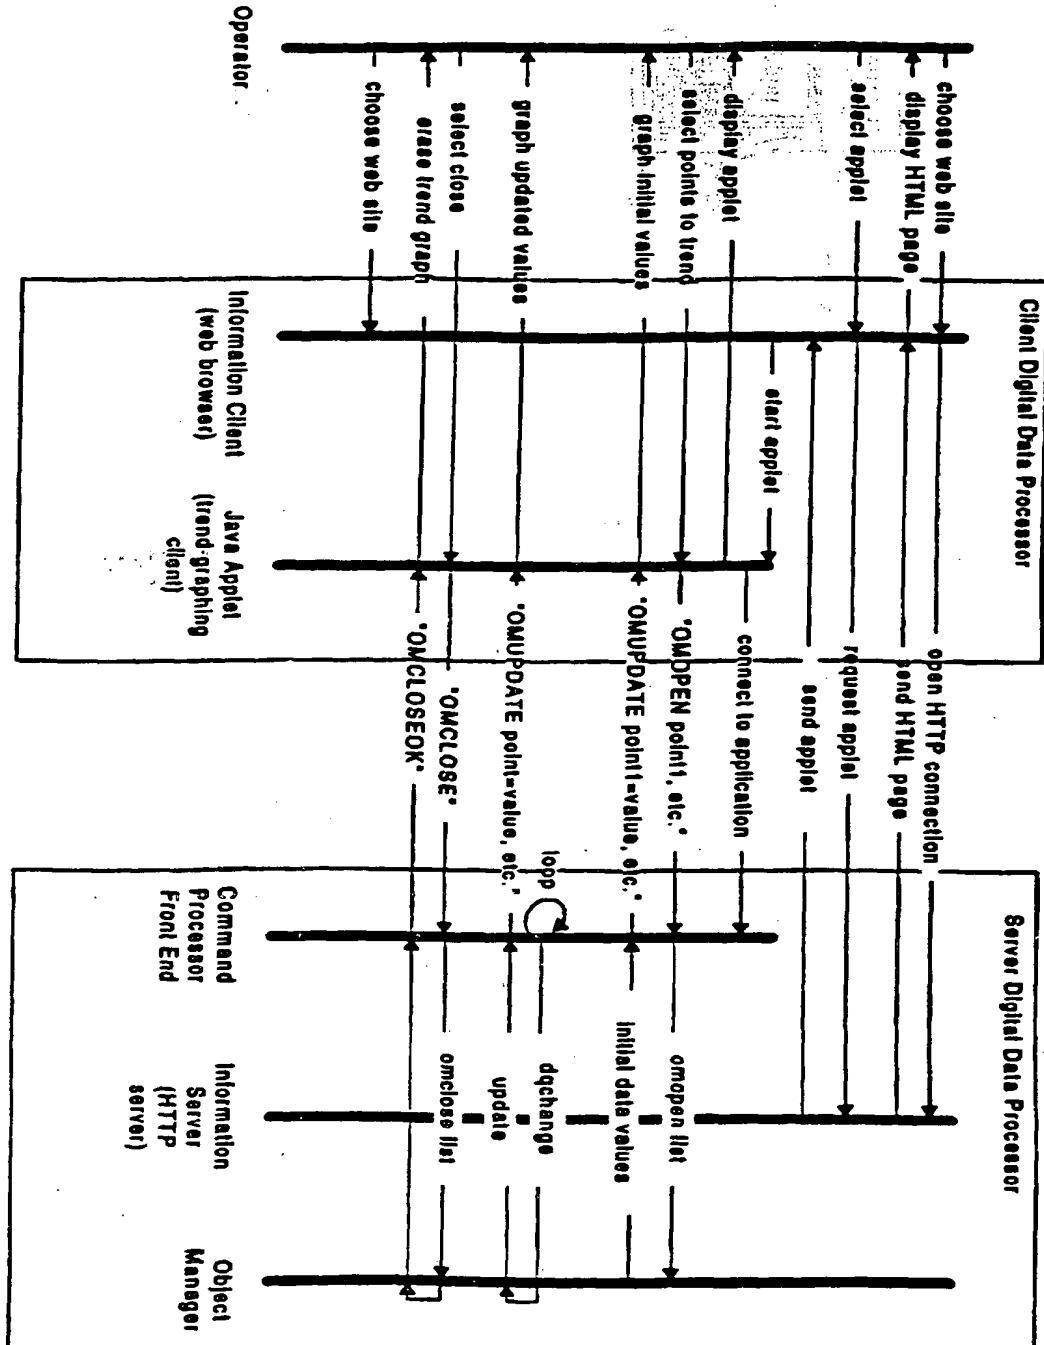 Client Digital Data Processor
Server Digital Data Processor
choose web site
open HTTP connection
display HTML page
send HTML page
select applet
request applet
send applet
start applet
connect to application
display applet
select points to trend
"OMOPEN point1, etc."
omopen list
graph initial values
"OMUPDATE point1=value, etc."
initial data values
loop
dqchange
graph updated values
"OMUPDATE point=value, etc."
update
select close
"OMCLOSE"
omclose list
erase trend graph
"OMCLOSEOK"
choose web site
Operator
Information Client
(web browser)
Java Applet
(trend-graphing
client)
Command
Processor
Front End
Information
Server
(HTTP
server)
Object
Manager